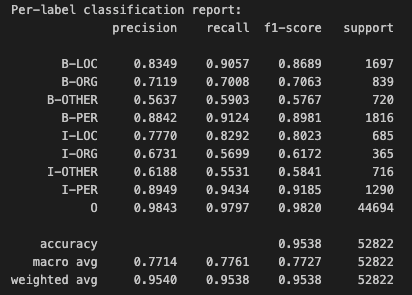 Per-label classification report:
precision recall f1-score support
B-LOC 0.8349 0.9057 0.8689 1697
B-ORG 0.7119 0.7008 0.7063 839
B-OTHER 0.5637 0.5903 0.5767 720
B-PER 0.8842 0.9124 0.8981 1816
I-LOC 0.7770 0.8292 0.8023 685
I-ORG 0.6731 0.5699 0.6172 365
I-OTHER 0.6188 0.5531 0.5841 716
I-PER 0.8949 0.9434 0.9185 1290
O 0.9843 0.9797 0.9820 44694
accuracy 0.9538 52822
macro avg 0.7714 0.7761 0.7727 52822
weighted avg 0.9540 0.9538 0.9538 52822